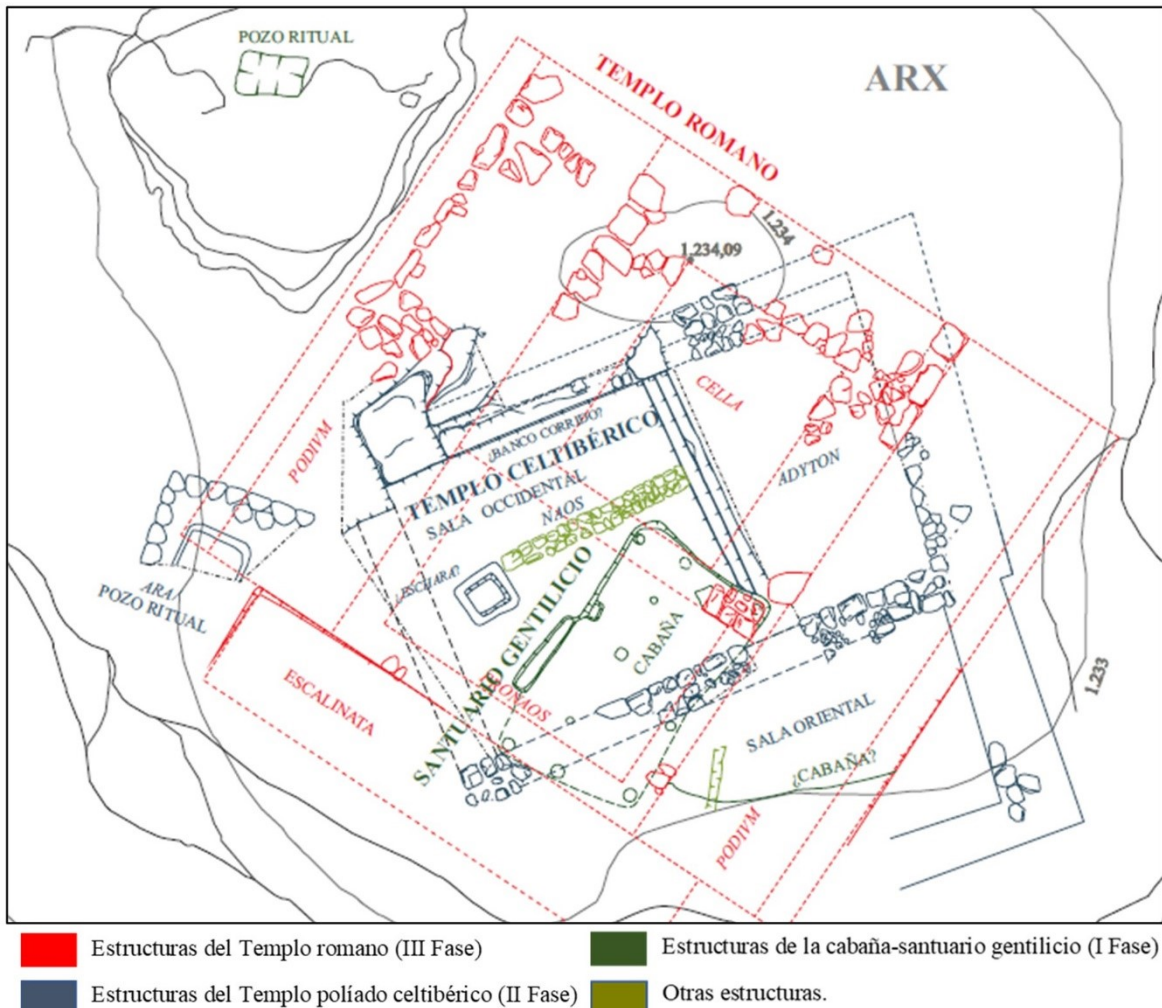 POZO RITUAL
ARX
TEMPLO ROMANO
1.234
1,234,09
CELLA
PODIVM
¿BANCO CORRIDO?
TEMPLO CELTIBÉRICO
SALA OCCIDENTAL
NAOS
ADYTON
¿ESCHARA?
ARA/
POZO RITUAL
SANTUARIO GENTILICIO
CABAÑA
ESCALINATA
SALA ORIENTAL
1.233
¿CABAÑA?
PODIVM
Estructuras del Templo romano (III Fase)
Estructuras de la cabaña-santuario gentilicio (I Fase)
Estructuras del Templo políado celtibérico (II Fase)
Otras estructuras.